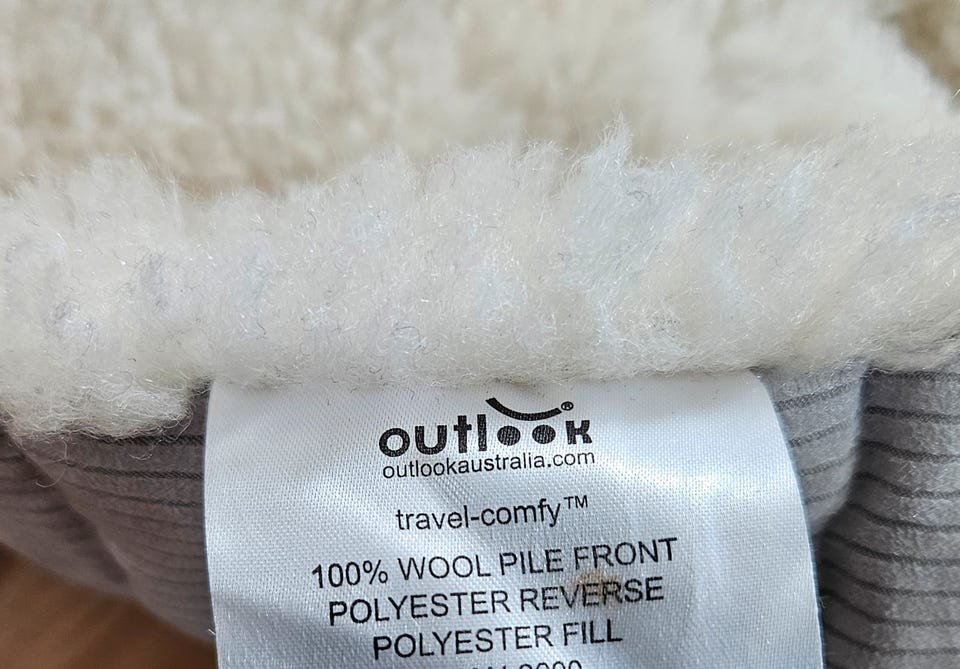 outlook®
outlookaustralia.com
travel-comfy™
100% WOOL PILE FRONT
POLYESTER REVERSE
POLYESTER FILL